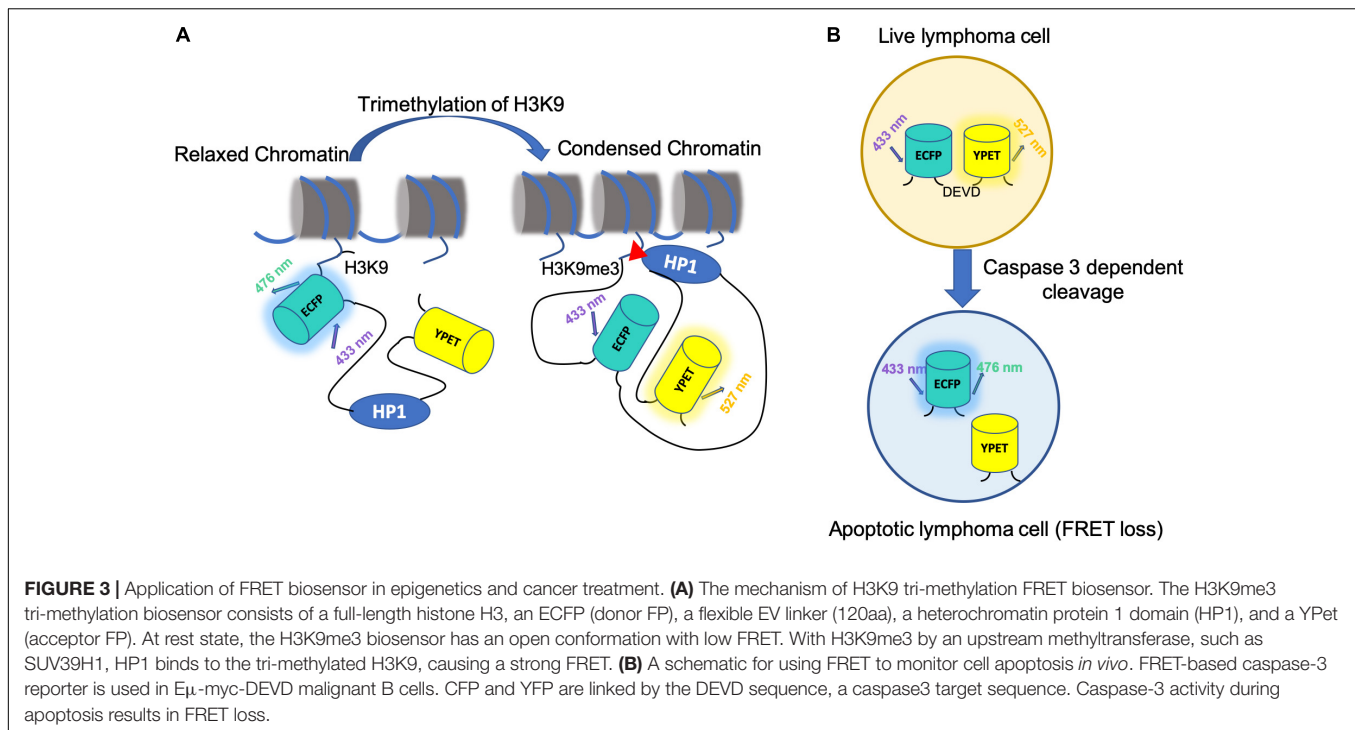 A
Trimethylation of H3K9
Relaxed Chromatin
Condensed Chromatin
H3K9
476 nm
ECFP
433 nm
YPET
HP1
H3K9me3
HP1
433 nm
ECFP
YPET
527 nm
B
Live lymphoma cell
433 nm
ECFP
YPET
527 nm
DEVD
Caspase 3 dependent
cleavage
433 nm
476 nm
ECFP
YPET
Apoptotic lymphoma cell (FRET loss)
FIGURE 3 | Application of FRET biosensor in epigenetics and cancer treatment. (A) The mechanism of H3K9 tri-methylation FRET biosensor. The H3K9me3
tri-methylation biosensor consists of a full-length histone H3, an ECFP (donor FP), a flexible EV linker (120aa), a heterochromatin protein 1 domain (HP1), and a YPet
(acceptor FP). At rest state, the H3K9me3 biosensor has an open conformation with low FRET. With H3K9me3 by an upstream methyltransferase, such as
SUV39H1, HP1 binds to the tri-methylated H3K9, causing a strong FRET. (B) A schematic for using FRET to monitor cell apoptosis in vivo. FRET-based caspase-3
reporter is used in Eμ-myc-DEVD malignant B cells. CFP and YFP are linked by the DEVD sequence, a caspase3 target sequence. Caspase-3 activity during
apoptosis results in FRET loss.